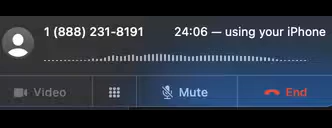 1 (888) 231-8191 24:06 — using your iPhone
Video Mute End